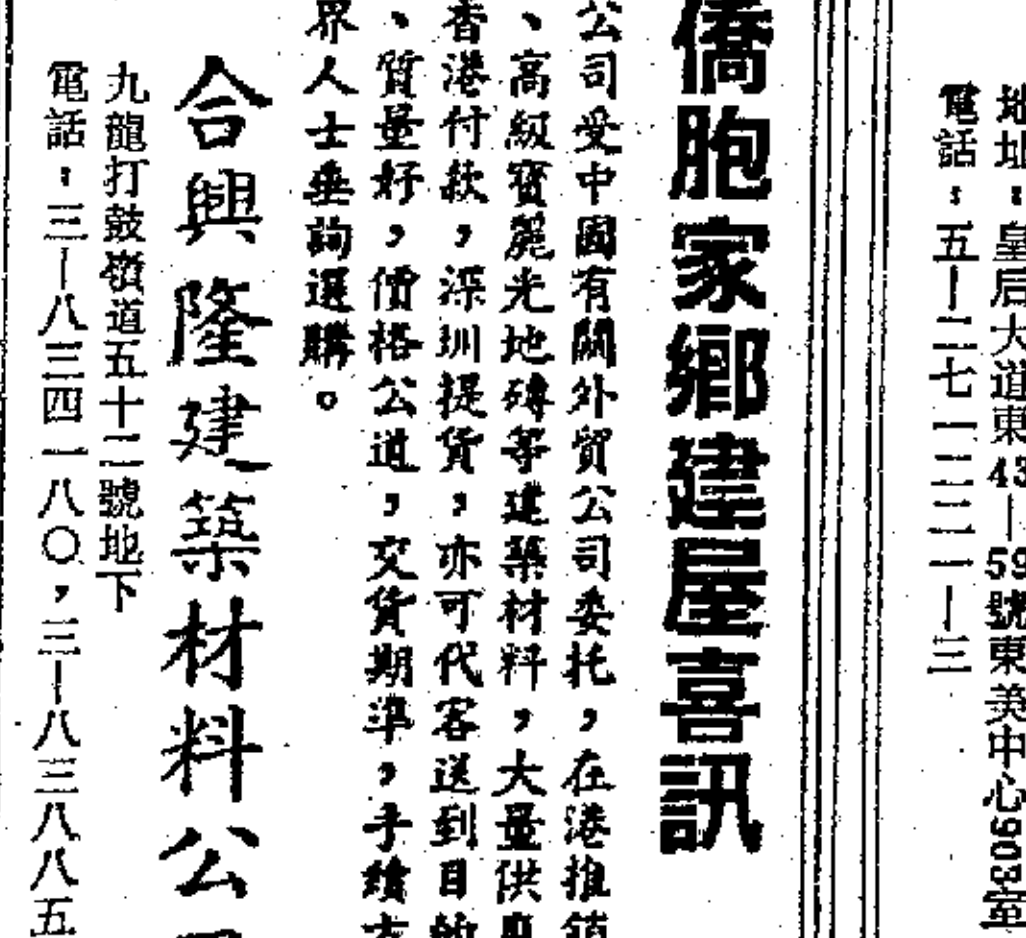 地址：皇后大道東43—59號東美中心903室
電話：五—二七一二二二一—三
僑胞家鄉建屋喜訊
公司受中國有關外貿公司委托，在港推銷
、高級寶麗光地磚等建築材料，大量供應
香港付款，深圳提貨，亦可代客送到目的
、質量好，價格公道，交貨期準，手續方
界人士垂詢選購。
合興隆建築材料公司
九龍打鼓嶺道五十二號地下
電話：三—八三四一八〇，三—八三八八五